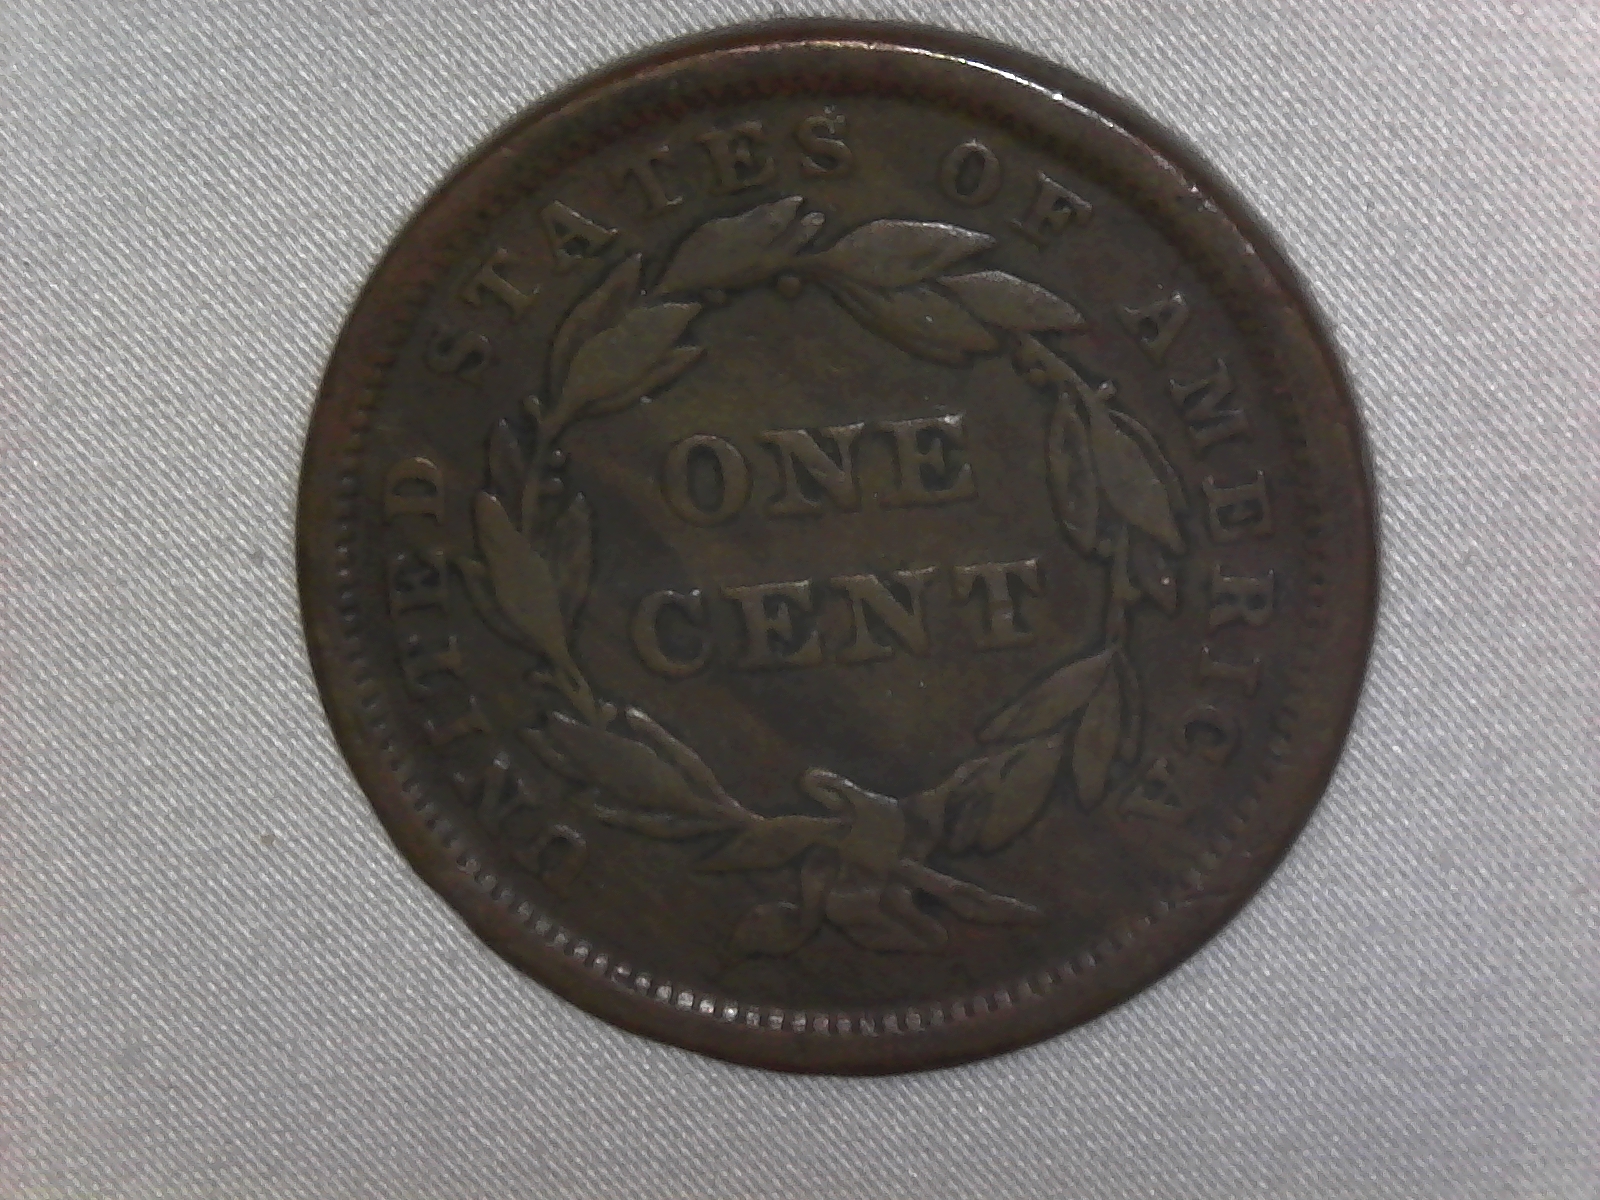 UNITED STATES OF AMERICA
ONE
CENT